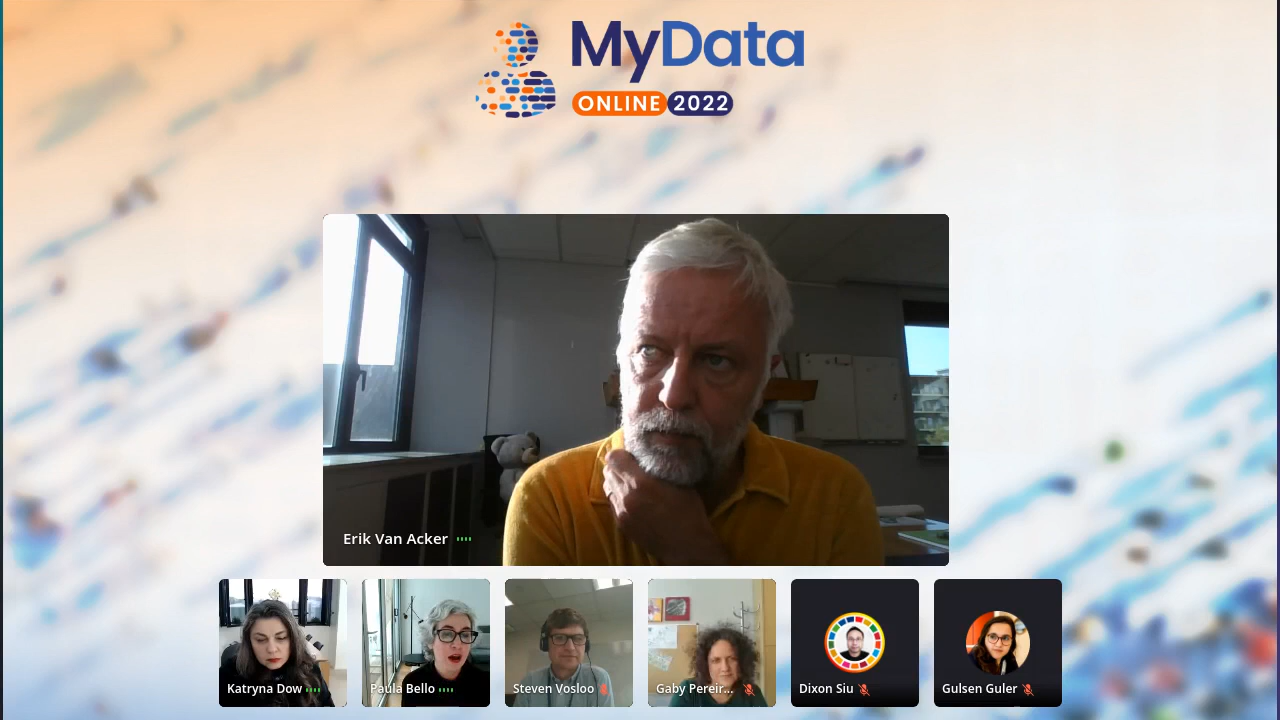 MyData
ONLINE 2022
Erik Van Acker
Katryna Dow
Paula Bello
Steven Vosloo
Gaby Pereir...
Dixon Siu
Gulsen Guler